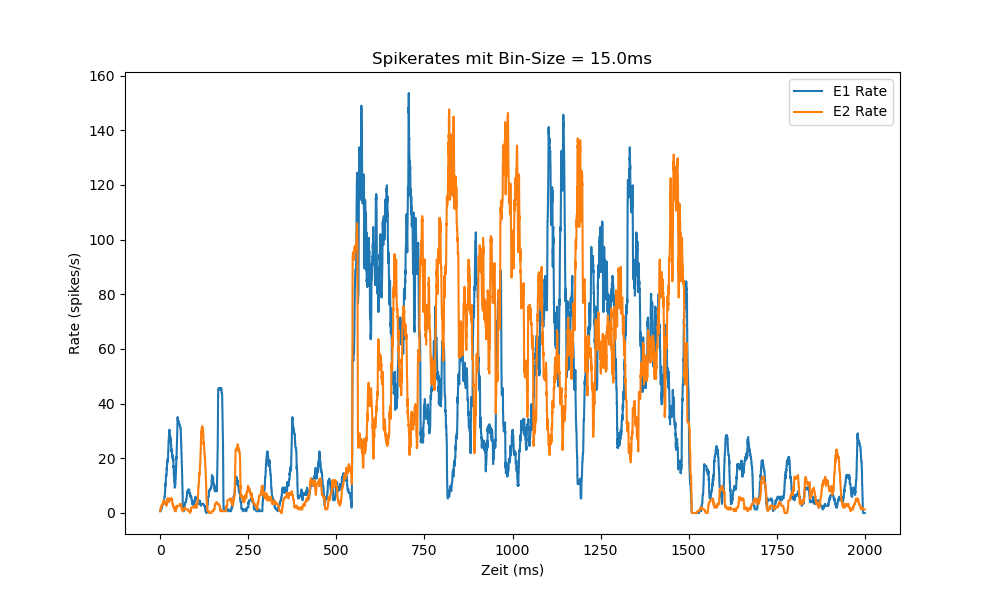 Spikerates mit Bin-Size = 15.0ms
160
140
120
100
80
60
40
20
0
Rate (spikes/s)
E1 Rate
E2 Rate
0 250 500 750 1000 1250 1500 1750 2000
Zeit (ms)